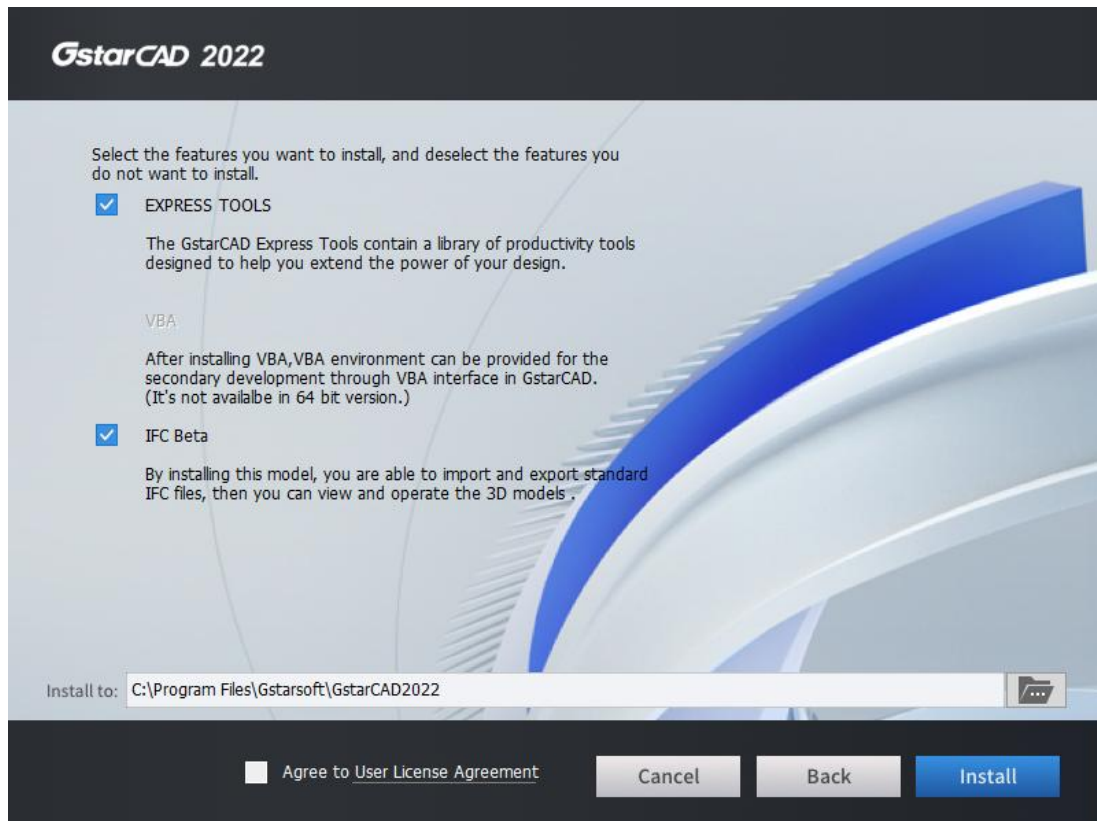 GstarCAD 2022
Select the features you want to install, and deselect the features you
do not want to install.
EXPRESS TOOLS
The GstarCAD Express Tools contain a library of productivity tools
designed to help you extend the power of your design.
VBA
After installing VBA,VBA environment can be provided for the
secondary development through VBA interface in GstarCAD.
(It's not availalbe in 64 bit version.)
IFC Beta
By installing this model, you are able to import and export standard
IFC files, then you can view and operate the 3D models .
Install to: C:\Program Files\Gstarsoft\GstarCAD2022
Agree to User License Agreement Cancel Back Install